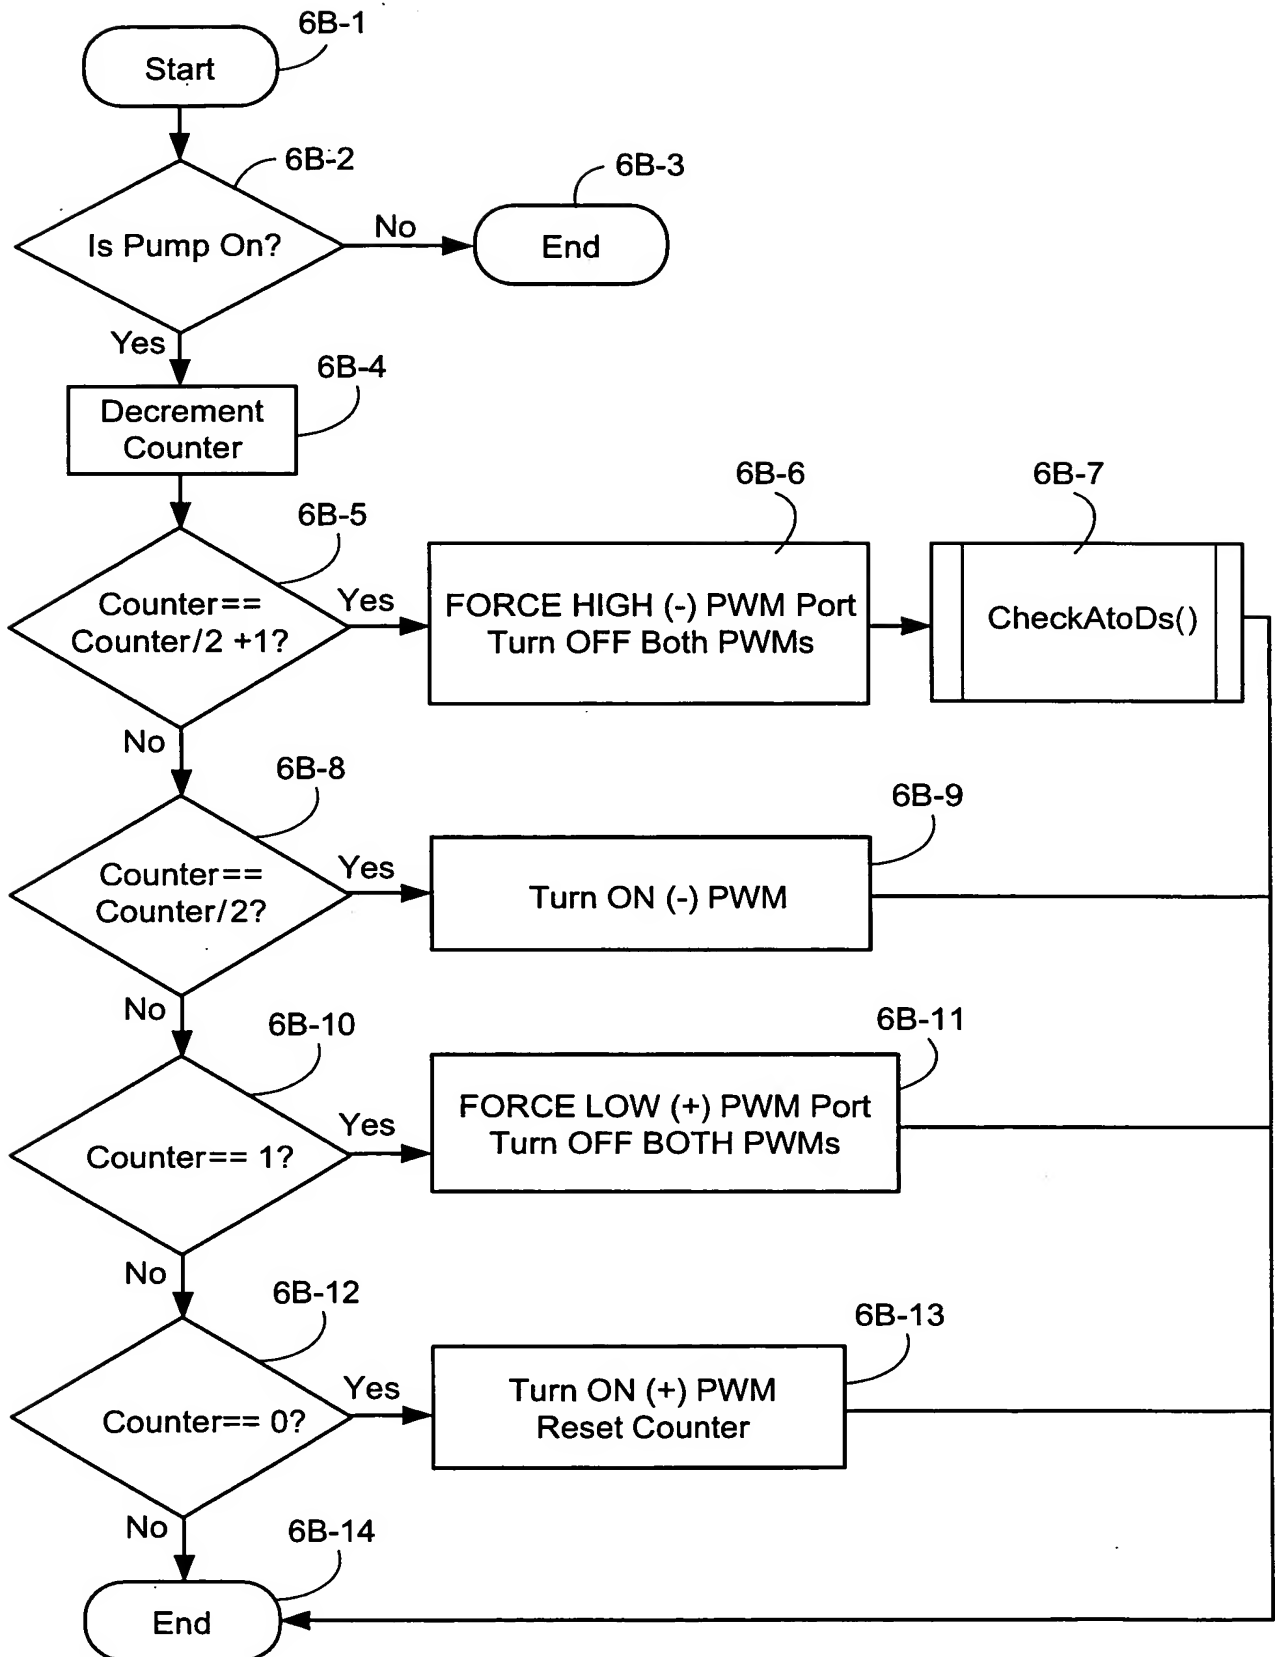 6B-1
Start
6B-2
Is Pump On?
No
6B-3
End
Yes
6B-4
Decrement
Counter
6B-5
Counter==
Counter/2 +1?
Yes
6B-6
FORCE HIGH (-) PWM Port
Turn OFF Both PWMs
6B-7
CheckAtoDs()
No
6B-8
Counter==
Counter/2?
Yes
6B-9
Turn ON (-) PWM
No
6B-10
Counter== 1?
Yes
6B-11
FORCE LOW (+) PWM Port
Turn OFF BOTH PWMs
No
6B-12
Counter== 0?
Yes
6B-13
Turn ON (+) PWM
Reset Counter
No
6B-14
End